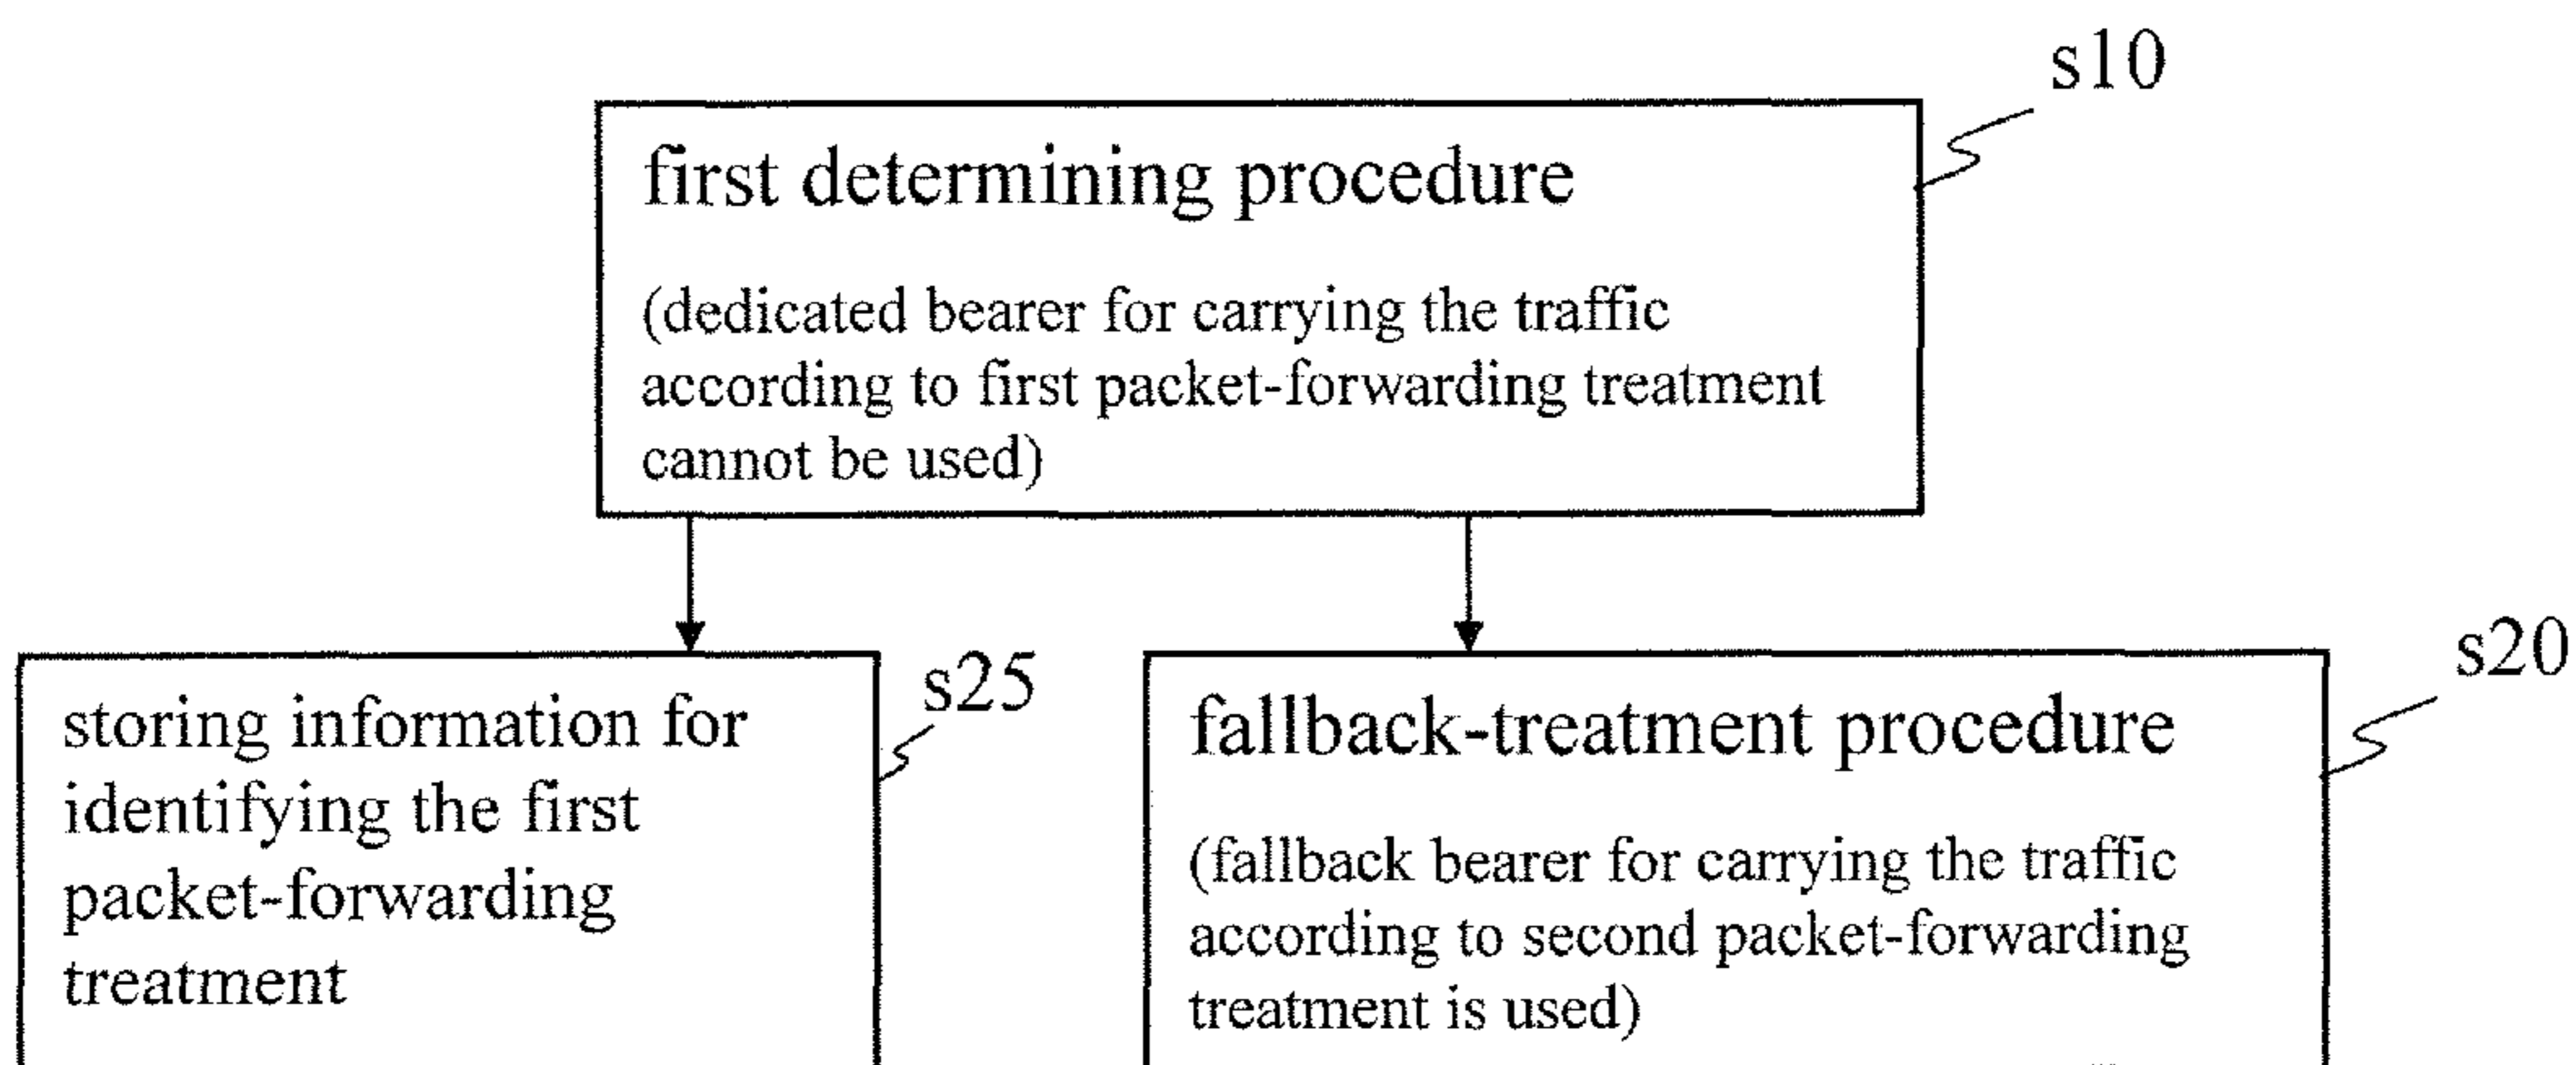 s10
first determining procedure
(dedicated bearer for carrying the traffic
according to first packet-forwarding treatment
cannot be used)
s25
storing information for
identifying the first
packet-forwarding
treatment
s20
fallback-treatment procedure
(fallback bearer for carrying the traffic
according to second packet-forwarding
treatment is used)